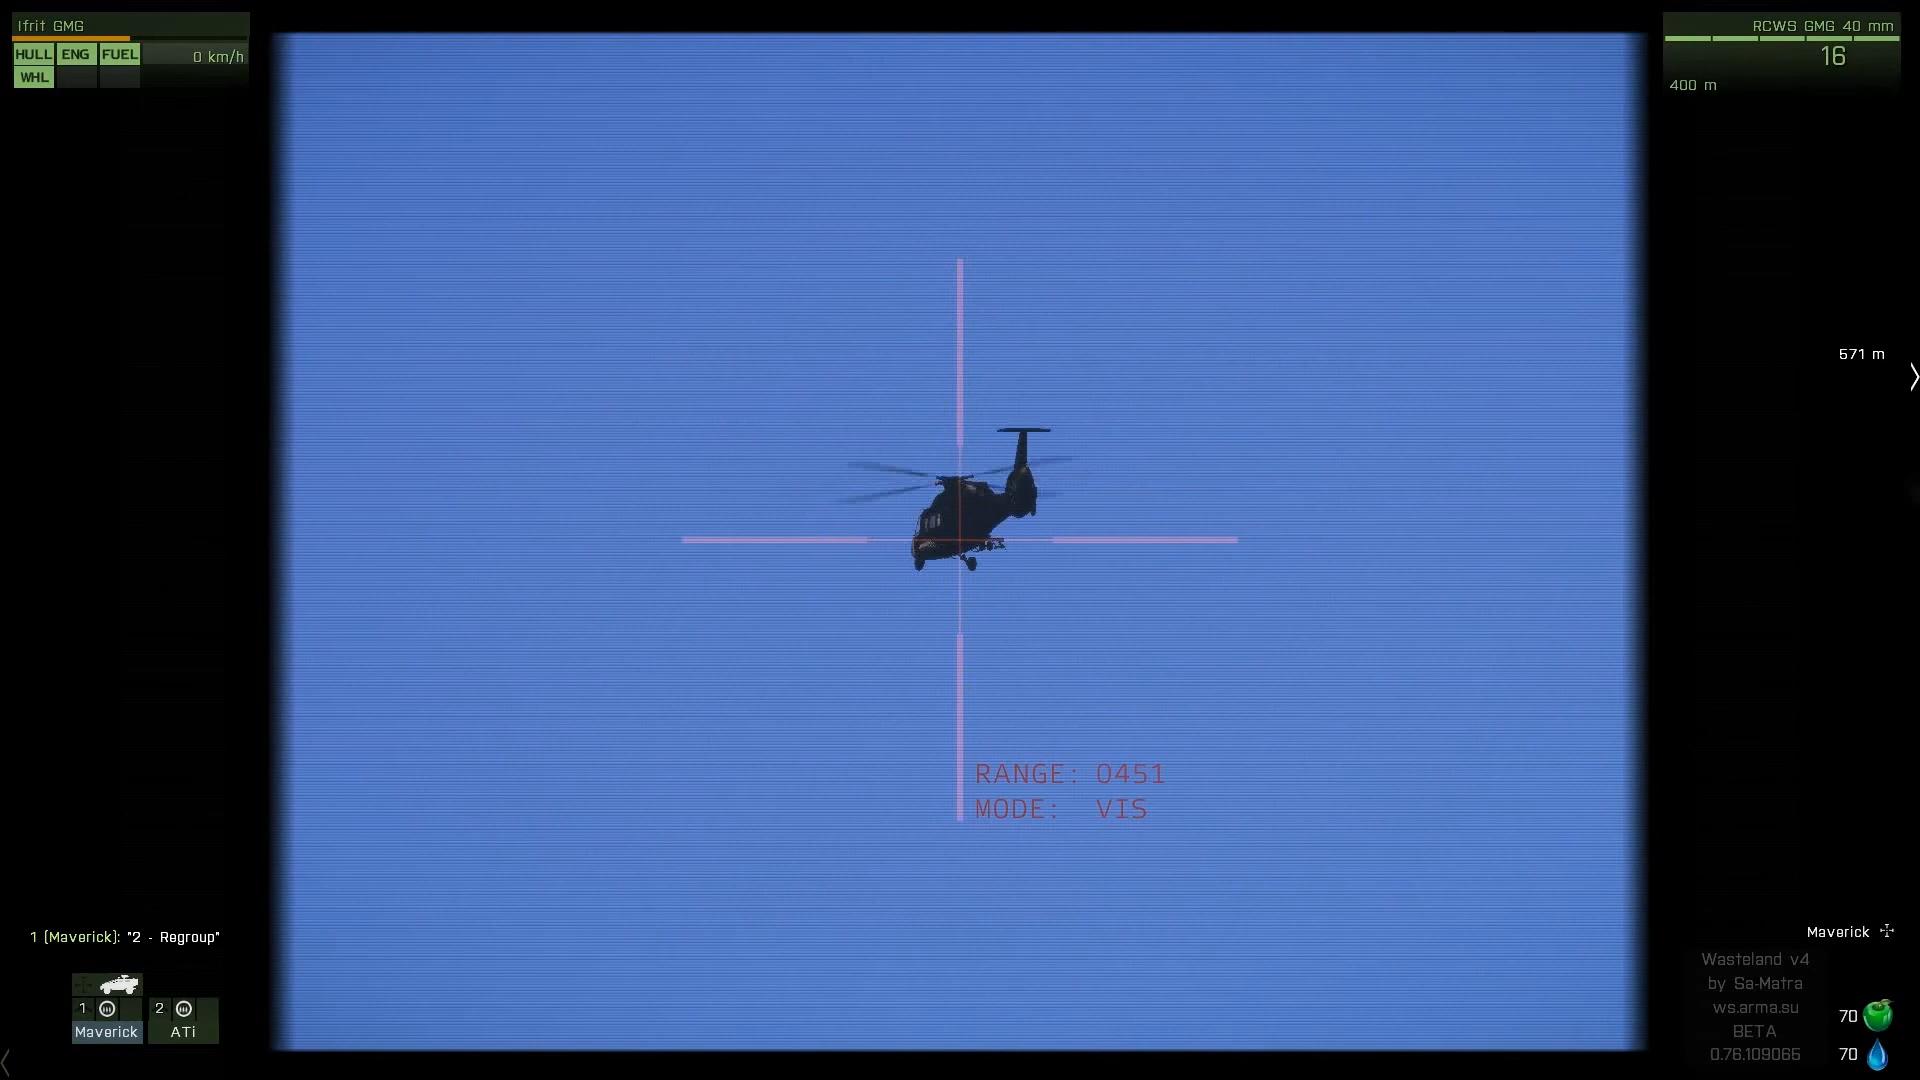 Ifrit GMG
HULL ENG FUEL 0 km/h
WHL
RCWS GMG 40 mm
16
400 m
571 m
RANGE: 0451
MODE: VIS
1 (Maverick): "2 - Regroup"
1 2
Maverick ATi
Maverick
Wasteland v4
by Sa-Matra
ws.arma.su
BETA
0.76.109065
70
70